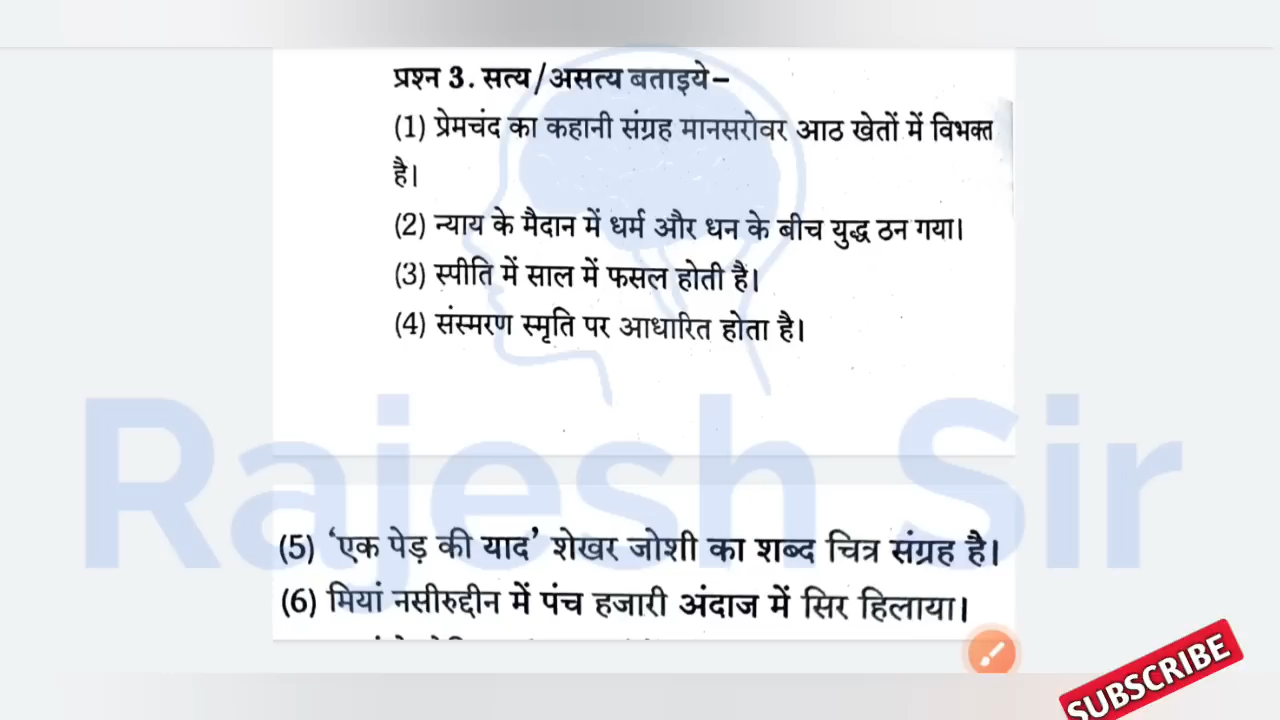 प्रश्न 3. सत्य/असत्य बताइये–
(1) प्रेमचंद का कहानी संग्रह मानसरोवर आठ खेतों में विभक्त
है।
(2) न्याय के मैदान में धर्म और धन के बीच युद्ध ठन गया।
(3) स्पीति में साल में फसल होती है।
(4) संस्मरण स्मृति पर आधारित होता है।
Rajesh Sir
(5) ‘एक पेड़ की याद’ शेखर जोशी का शब्द चित्र संग्रह है।
(6) मियां नसीरुद्दीन में पंच हजारी अंदाज में सिर हिलाया।
SUBSCRIBE